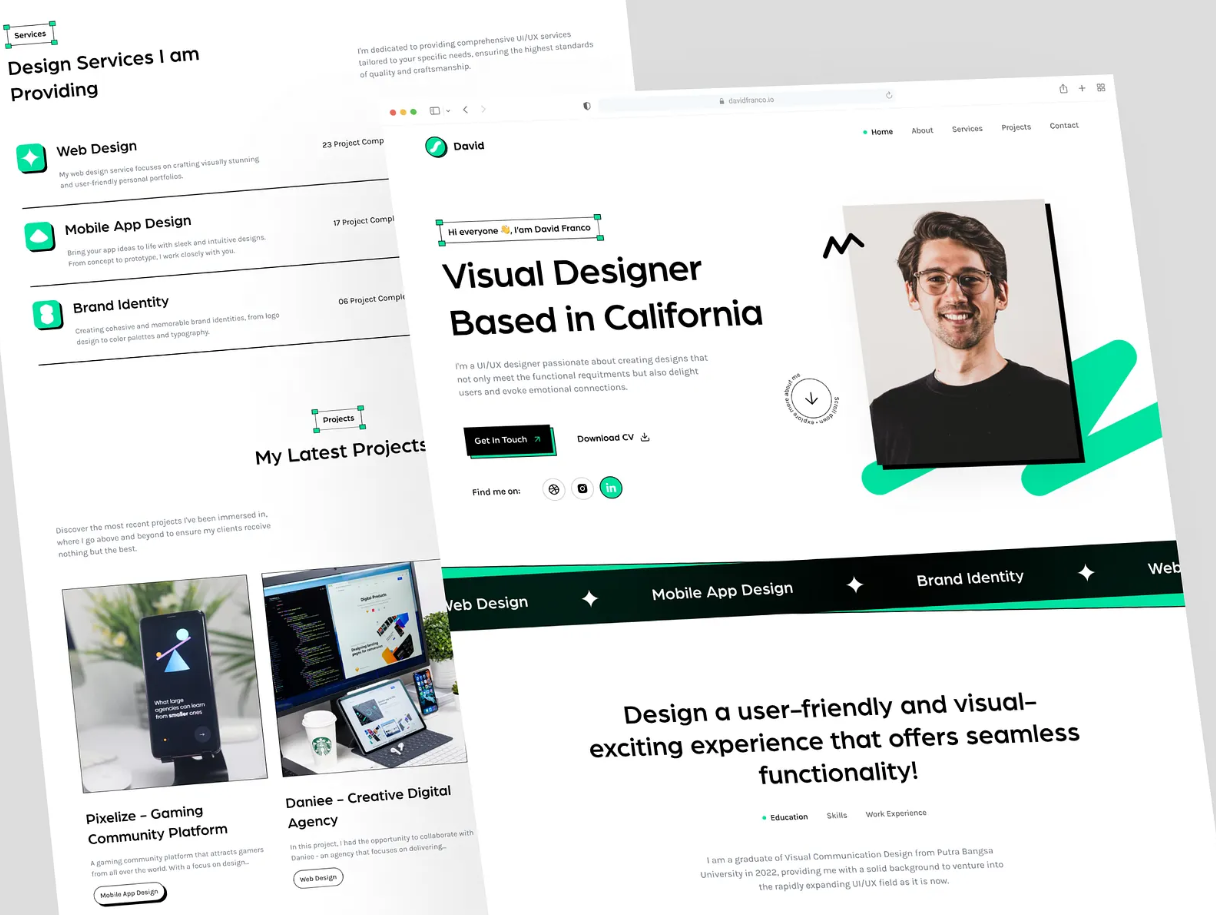 Services
Design Services I am
Providing
I'm dedicated to providing comprehensive UI/UX services
tailored to your specific needs, ensuring the highest standards
of quality and craftsmanship.
Web Design
My web design service focuses on crafting visually stunning
and user-friendly personal portfolios.
23 Project Comp
Mobile App Design
Bring your app ideas to life with sleek and intuitive designs.
From concept to prototype, I work closely with you.
17 Project Compl
Brand Identity
Creating cohesive and memorable brand identities, from logo
design to color palettes and typography.
06 Project Comple
Projects
My Latest Projects
Discover the most recent projects I've been immersed in,
where I go above and beyond to ensure my clients receive
nothing but the best.
What large
agencies can learn
from smaller ones
Digital Products
Pixelize - Gaming
Community Platform
A gaming community platform that attracts gamers
from all over the world. With a focus on design...
Mobile App Design
Daniee - Creative Digital
Agency
In this project, I had the opportunity to collaborate with
Daniee - an agency that focuses on delivering...
Web Design
davidfranco.io
David
Home
About
Services
Projects
Contact
Hi everyone 👋, I'am David Franco
Visual Designer
Based in California
I'm a UI/UX designer passionate about creating designs that
not only meet the functional requitments but also delight
users and evoke emotional connections.
Get In Touch
Download CV
Find me on:
in
Scroll down • explore more about me
Web Design
Mobile App Design
Brand Identity
Web
Design a user-friendly and visual-
exciting experience that offers seamless
functionality!
Education
Skills
Work Experience
I am a graduate of Visual Communication Design from Putra Bangsa
University in 2022, providing me with a solid background to venture into
the rapidly expanding UI/UX field as it is now.